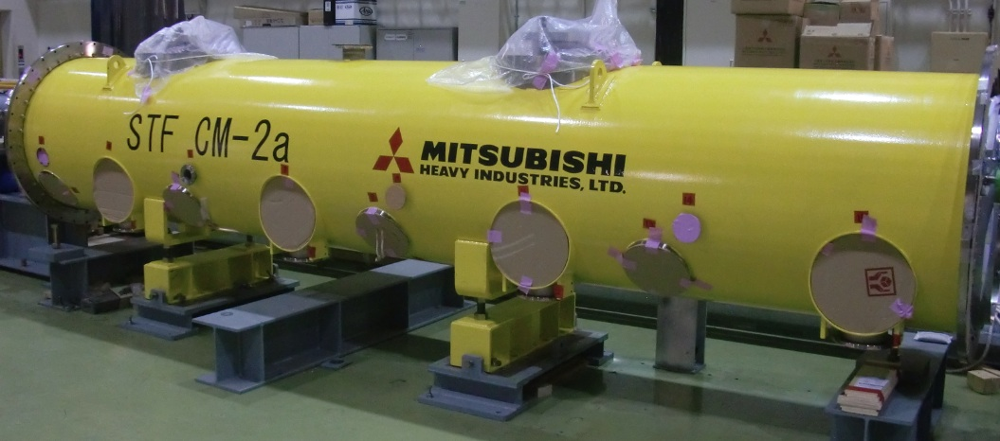 STF CM-2a
MITSUBISHI
HEAVY INDUSTRIES, LTD.